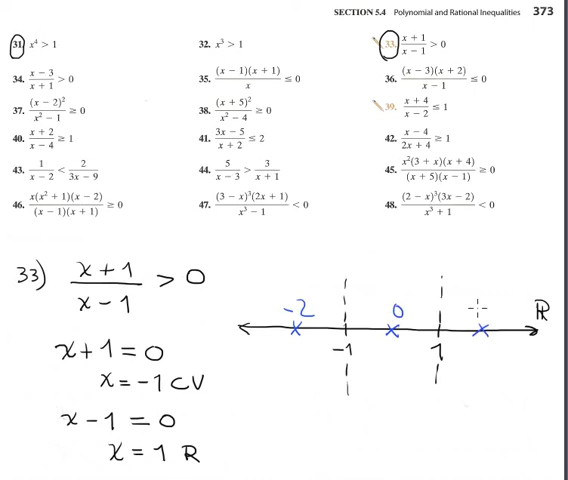 SECTION 5.4 Polynomial and Rational Inequalities 373
31. x⁴ > 1
32. x³ > 1
33. (x + 1)/(x − 1) > 0
34. (x − 3)/(x + 1) > 0
35. ((x − 1)(x + 1))/x ≤ 0
36. ((x − 3)(x + 2))/(x − 1) ≤ 0
37. (x − 2)²/(x² − 1) ≥ 0
38. (x + 5)²/(x² − 4) ≥ 0
39. (x + 4)/(x − 2) ≤ 1
40. (x + 2)/(x − 4) ≥ 1
41. (3x − 5)/(x + 2) ≤ 2
42. (x − 4)/(2x + 4) ≥ 1
43. 1/(x − 2) < 2/(3x − 9)
44. 5/(x − 3) > 3/(x + 1)
45. (x²(3 + x)(x + 4))/((x + 5)(x − 1)) ≥ 0
46. (x(x² + 1)(x − 2))/((x − 1)(x + 1)) ≥ 0
47. ((3 − x)³(2x + 1))/(x³ − 1) < 0
48. ((2 − x)³(3x − 2))/(x³ + 1) < 0
33) (x + 1)/(x − 1) > 0
x + 1 = 0
x = -1 CV
x − 1 = 0
x = 1 R
-2 0 ℝ
-1 1